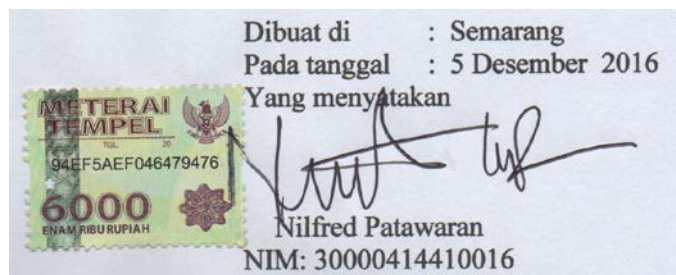 Dibuat di : Semarang
Pada tanggal : 5 Desember 2016
Yang menyatakan
METERAI
TEMPEL
TGL. 20
94EF5AEF046479476
6000
ENAM RIBU RUPIAH
Nilfred Patawaran
NIM: 30000414410016